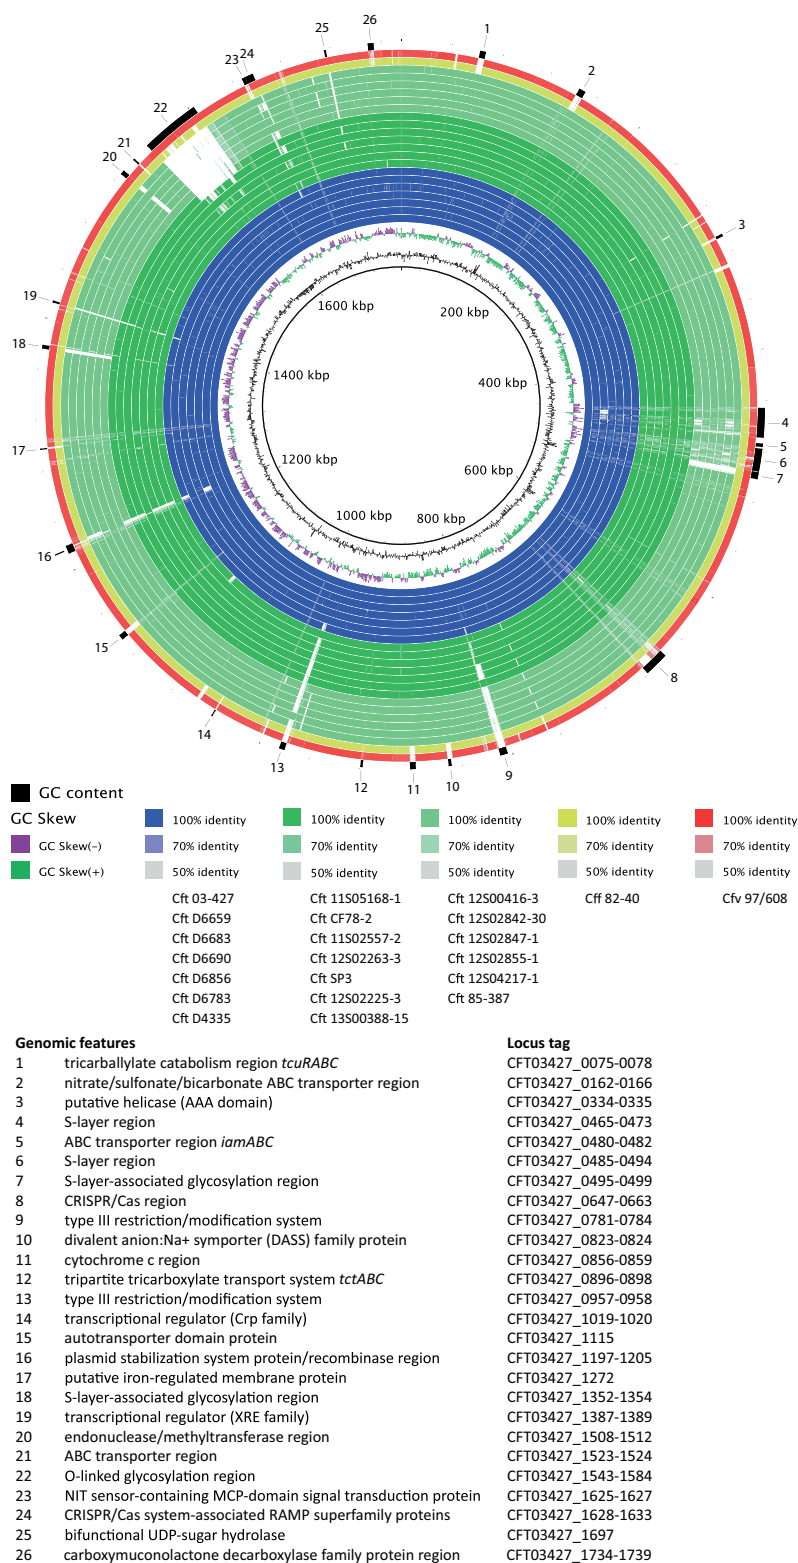 26
25
1
24
23
2
22
21
20
3
1600 kbp
200 kbp
19
18
1400 kbp
400 kbp
4
5
6
7
17
1200 kbp
600 kbp
1000 kbp
800 kbp
16
15
8
14
13
12
11
10
9
GC content
GC Skew
GC Skew(-)
GC Skew(+)
100% identity 100% identity 100% identity 100% identity 100% identity
70% identity 70% identity 70% identity 70% identity 70% identity
50% identity 50% identity 50% identity 50% identity 50% identity
Cft 03-427 Cft 11S05168-1 Cft 12S00416-3 Cff 82-40 Cfv 97/608
Cft D6659 Cft CF78-2 Cft 12S02842-30
Cft D6683 Cft 11S02557-2 Cft 12S02847-1
Cft D6690 Cft 12S02263-3 Cft 12S02855-1
Cft D6856 Cft SP3 Cft 12S04217-1
Cft D6783 Cft 12S02225-3 Cft 85-387
Cft D4335 Cft 13S00388-15
Genomic features Locus tag
1 tricarballylate catabolism region tcuRABC CFT03427_0075-0078
2 nitrate/sulfonate/bicarbonate ABC transporter region CFT03427_0162-0166
3 putative helicase (AAA domain) CFT03427_0334-0335
4 S-layer region CFT03427_0465-0473
5 ABC transporter region iamABC CFT03427_0480-0482
6 S-layer region CFT03427_0485-0494
7 S-layer-associated glycosylation region CFT03427_0495-0499
8 CRISPR/Cas region CFT03427_0647-0663
9 type III restriction/modification system CFT03427_0781-0784
10 divalent anion:Na+ symporter (DASS) family protein CFT03427_0823-0824
11 cytochrome c region CFT03427_0856-0859
12 tripartite tricarboxylate transport system tctABC CFT03427_0896-0898
13 type III restriction/modification system CFT03427_0957-0958
14 transcriptional regulator (Crp family) CFT03427_1019-1020
15 autotransporter domain protein CFT03427_1115
16 plasmid stabilization system protein/recombinase region CFT03427_1197-1205
17 putative iron-regulated membrane protein CFT03427_1272
18 S-layer-associated glycosylation region CFT03427_1352-1354
19 transcriptional regulator (XRE family) CFT03427_1387-1389
20 endonuclease/methyltransferase region CFT03427_1508-1512
21 ABC transporter region CFT03427_1523-1524
22 O-linked glycosylation region CFT03427_1543-1584
23 NIT sensor-containing MCP-domain signal transduction protein CFT03427_1625-1627
24 CRISPR/Cas system-associated RAMP superfamily proteins CFT03427_1628-1633
25 bifunctional UDP-sugar hydrolase CFT03427_1697
26 carboxymuconolactone decarboxylase family protein region CFT03427_1734-1739